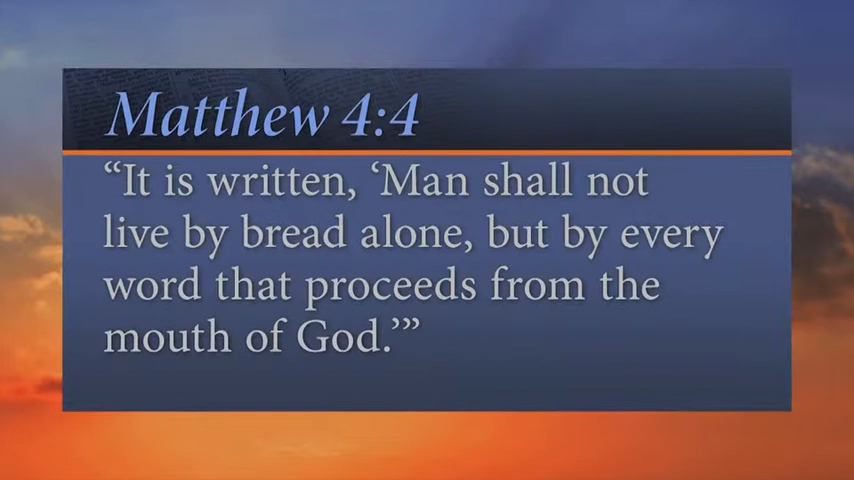 Matthew 4:4
“It is written, ‘Man shall not
live by bread alone, but by every
word that proceeds from the
mouth of God.’”